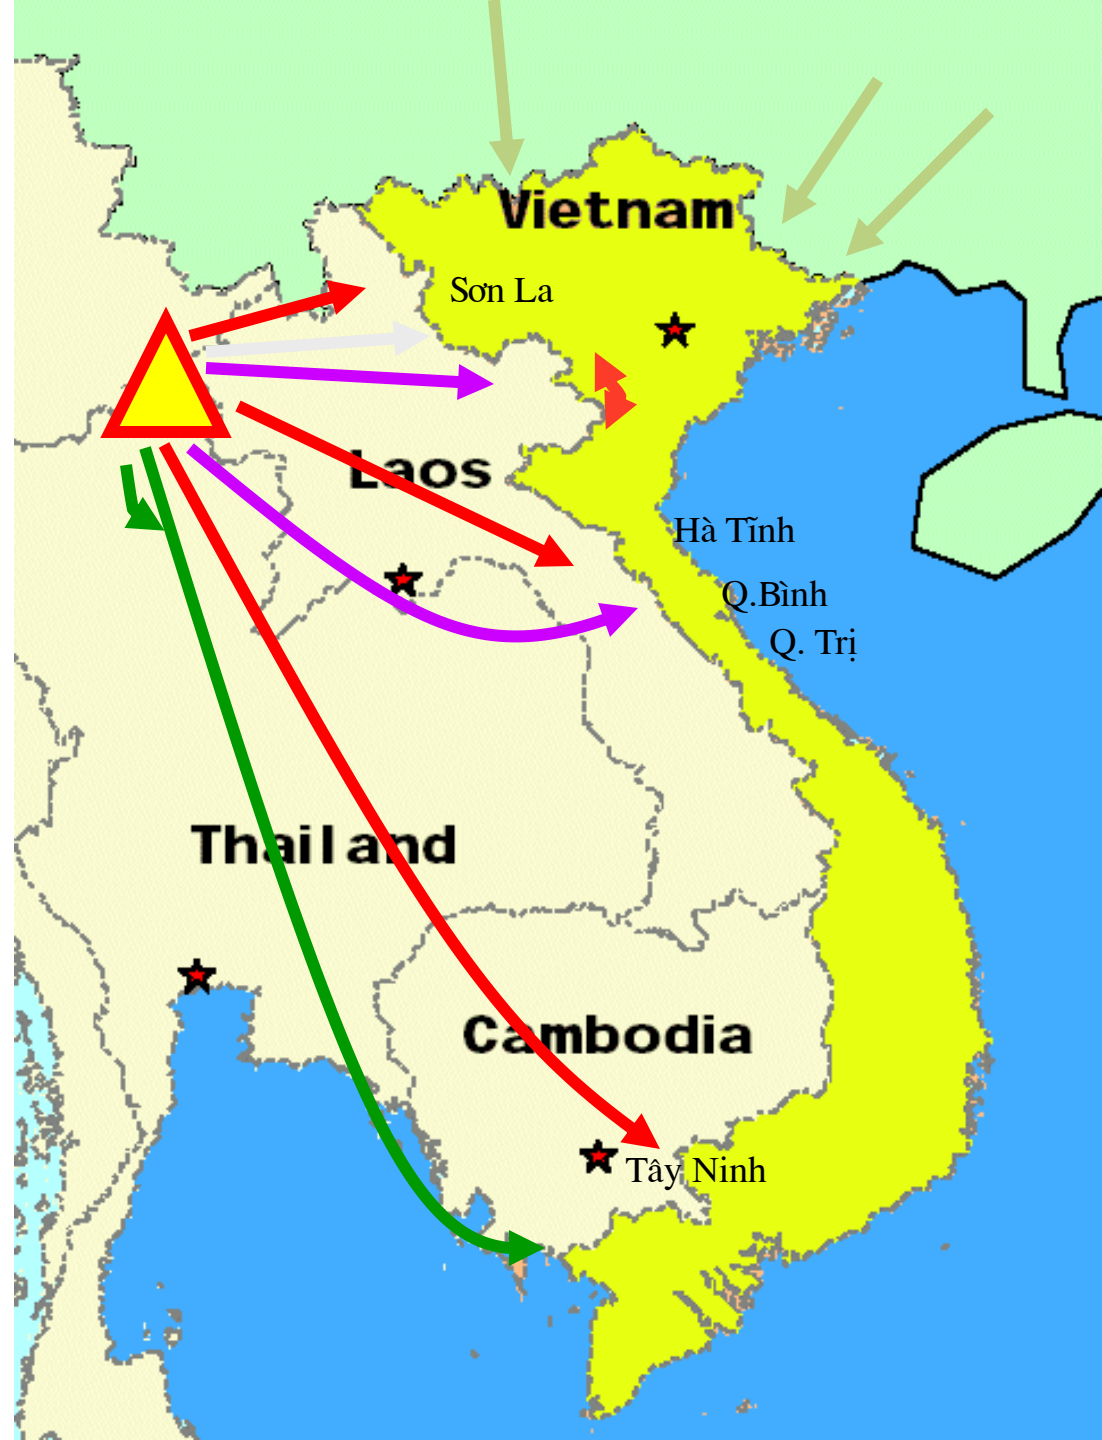 Vietnam
Sơn La
Laos
Hà Tĩnh
Q.Bình
Q. Trị
Thailand
Cambodia
Tây Ninh